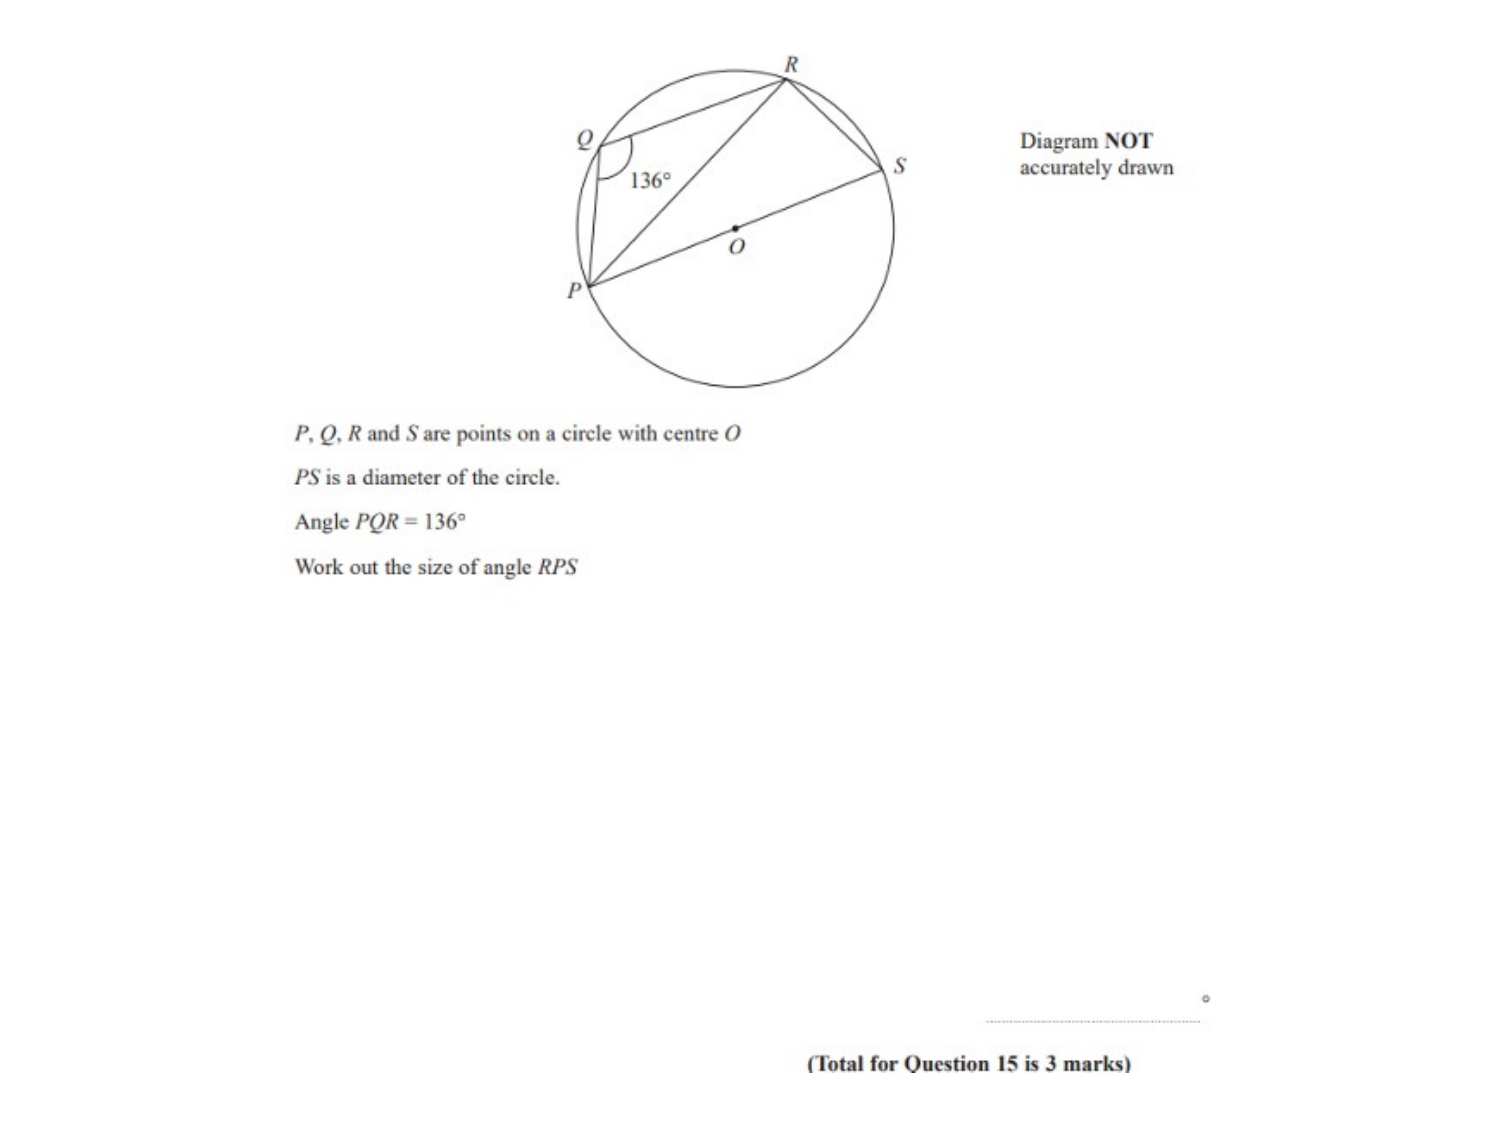 R
Q
S
136°
O
P
Diagram NOT
accurately drawn
P, Q, R and S are points on a circle with centre O
PS is a diameter of the circle.
Angle PQR = 136°
Work out the size of angle RPS
°
(Total for Question 15 is 3 marks)